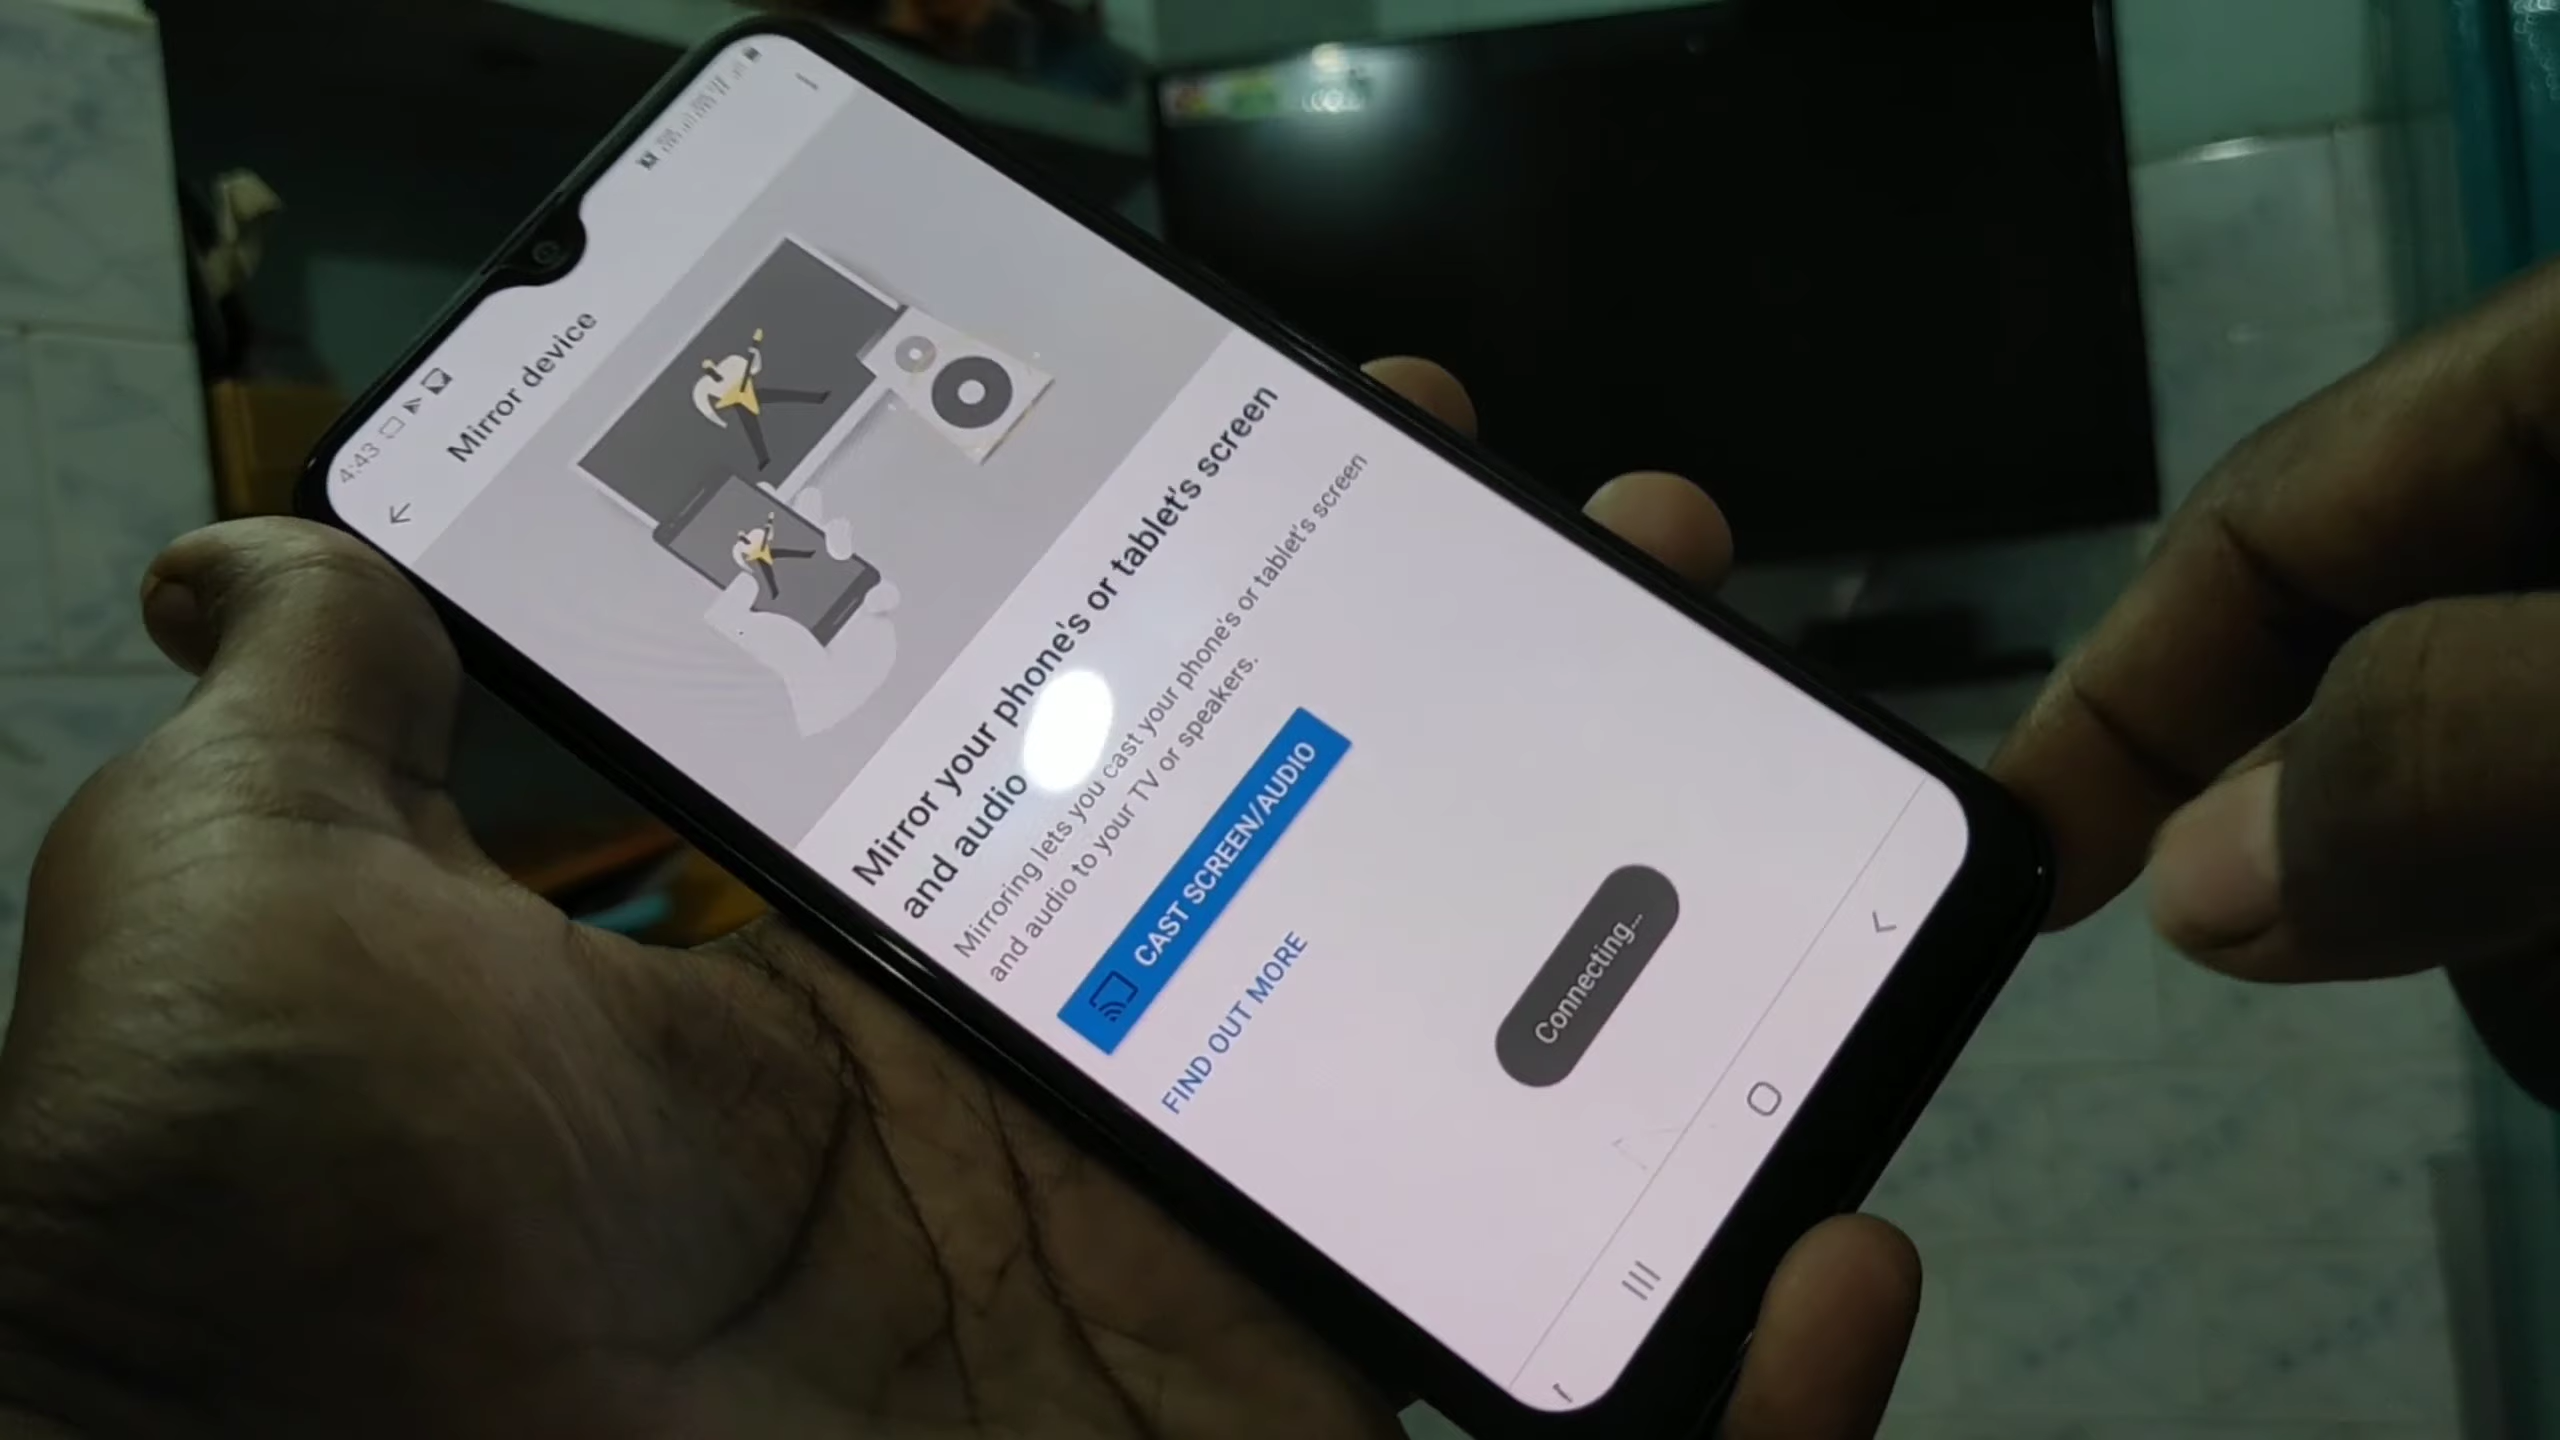 4:43
Mirror device
Mirror your phone's or tablet's screen
and audio
Mirroring lets you cast your phone's or tablet's screen
and audio to your TV or speakers.
CAST SCREEN/AUDIO
FIND OUT MORE
Connecting...